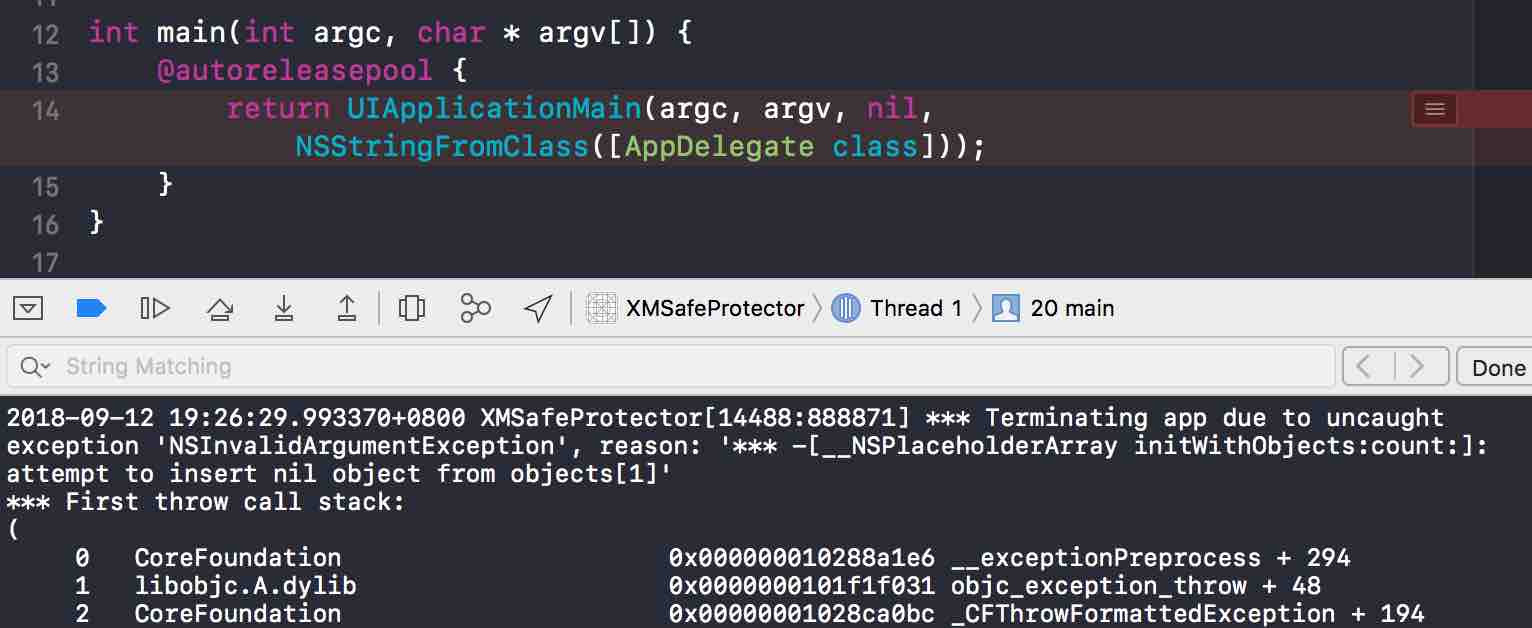 12 int main(int argc, char * argv[]) {
13 @autoreleasepool {
14 return UIApplicationMain(argc, argv, nil,
NSStringFromClass([AppDelegate class]));
15 }
16 }
17
XMSafeProtector Thread 1 20 main
String Matching Done
2018-09-12 19:26:29.993370+0800 XMSafeProtector[14488:888871] *** Terminating app due to uncaught
exception 'NSInvalidArgumentException', reason: '*** -[__NSPlaceholderArray initWithObjects:count:]:
attempt to insert nil object from objects[1]'
*** First throw call stack:
(
0 CoreFoundation 0x000000010288a1e6 __exceptionPreprocess + 294
1 libobjc.A.dylib 0x0000000101f1f031 objc_exception_throw + 48
2 CoreFoundation 0x00000001028ca0bc _CFThrowFormattedException + 194